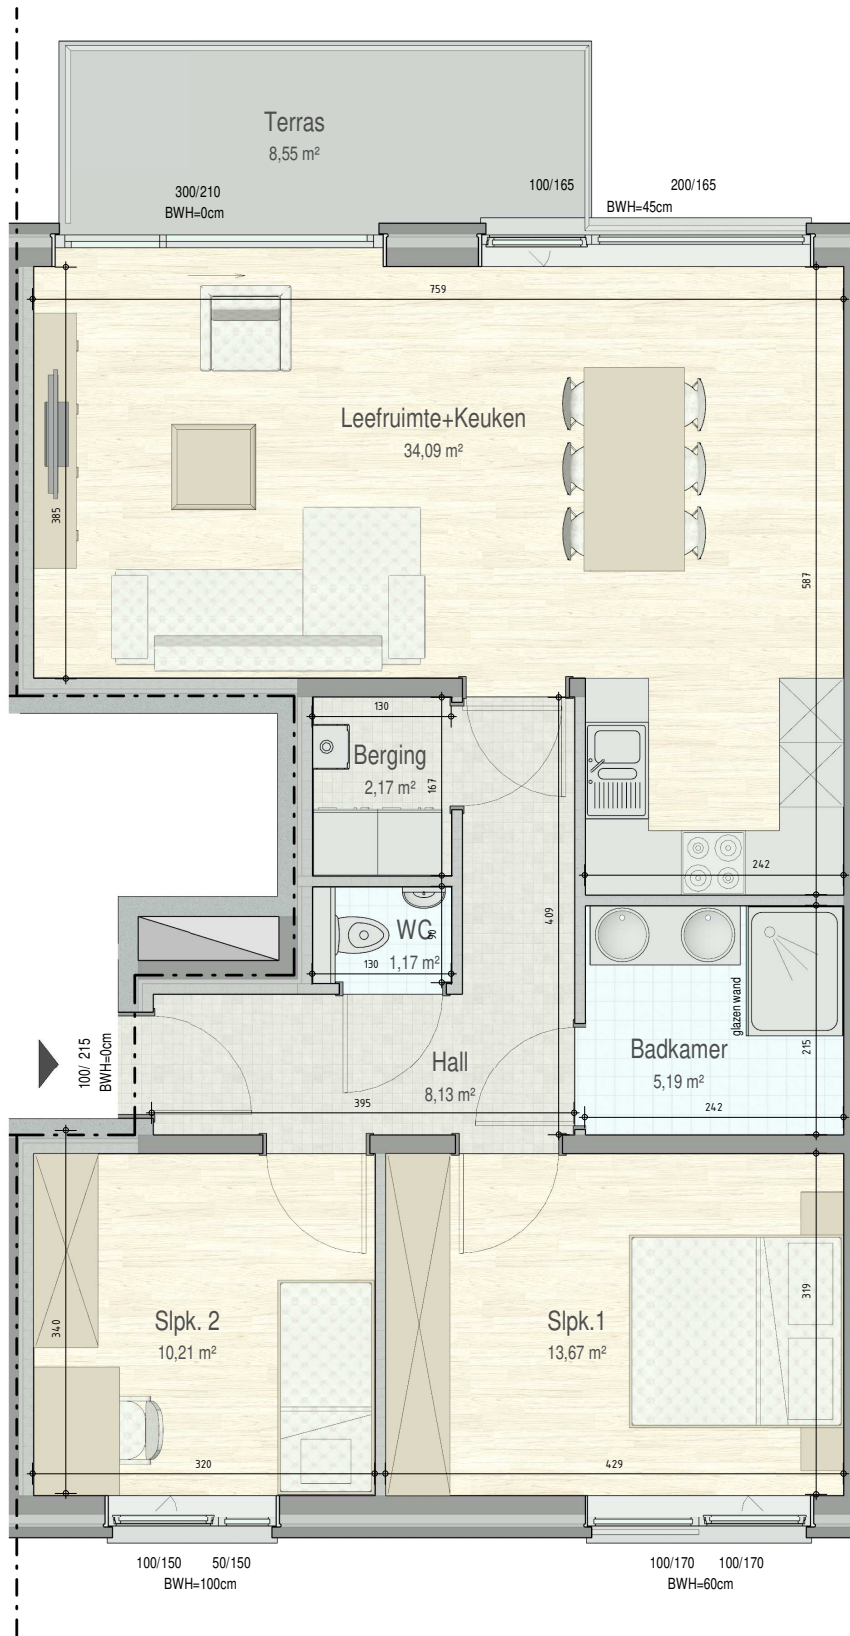 Terras
8,55 m²
300/210
BWH=0cm
100/165
200/165
BWH=45cm
759
Leefruimte+Keuken
34,09 m²
385
587
130
Berging
2,17 m²
167
242
409
WC
90
130
1,17 m²
glazen wand
100/ 215
BWH=0cm
Hall
8,13 m²
Badkamer
5,19 m²
215
395
242
Slpk. 2
10,21 m²
340
Slpk.1
13,67 m²
319
320
429
100/150
50/150
BWH=100cm
100/170
100/170
BWH=60cm